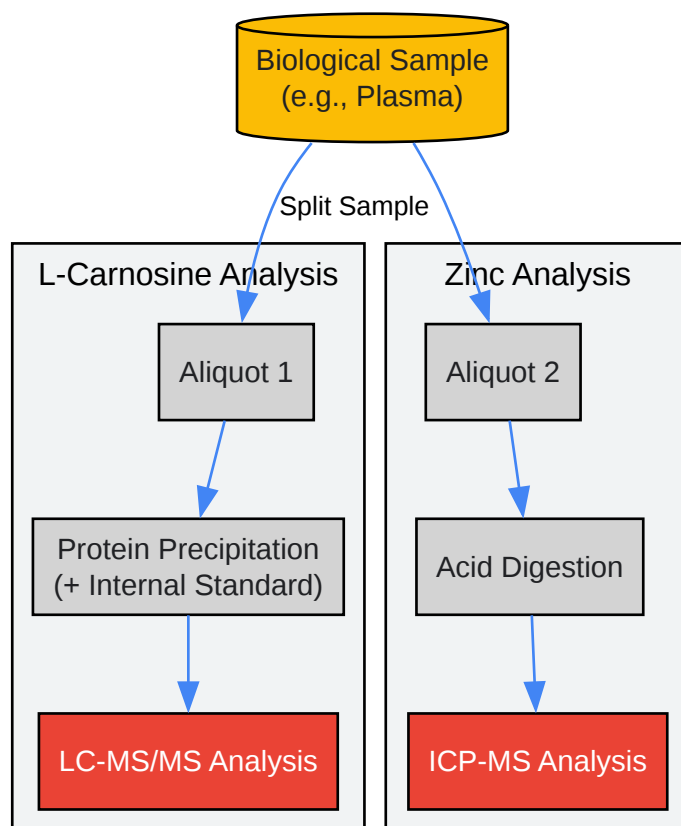 Biological Sample
(e.g., Plasma)
Split Sample
L-Carnosine Analysis
Aliquot 1
Protein Precipitation
(+ Internal Standard)
LC-MS/MS Analysis
Zinc Analysis
Aliquot 2
Acid Digestion
ICP-MS Analysis